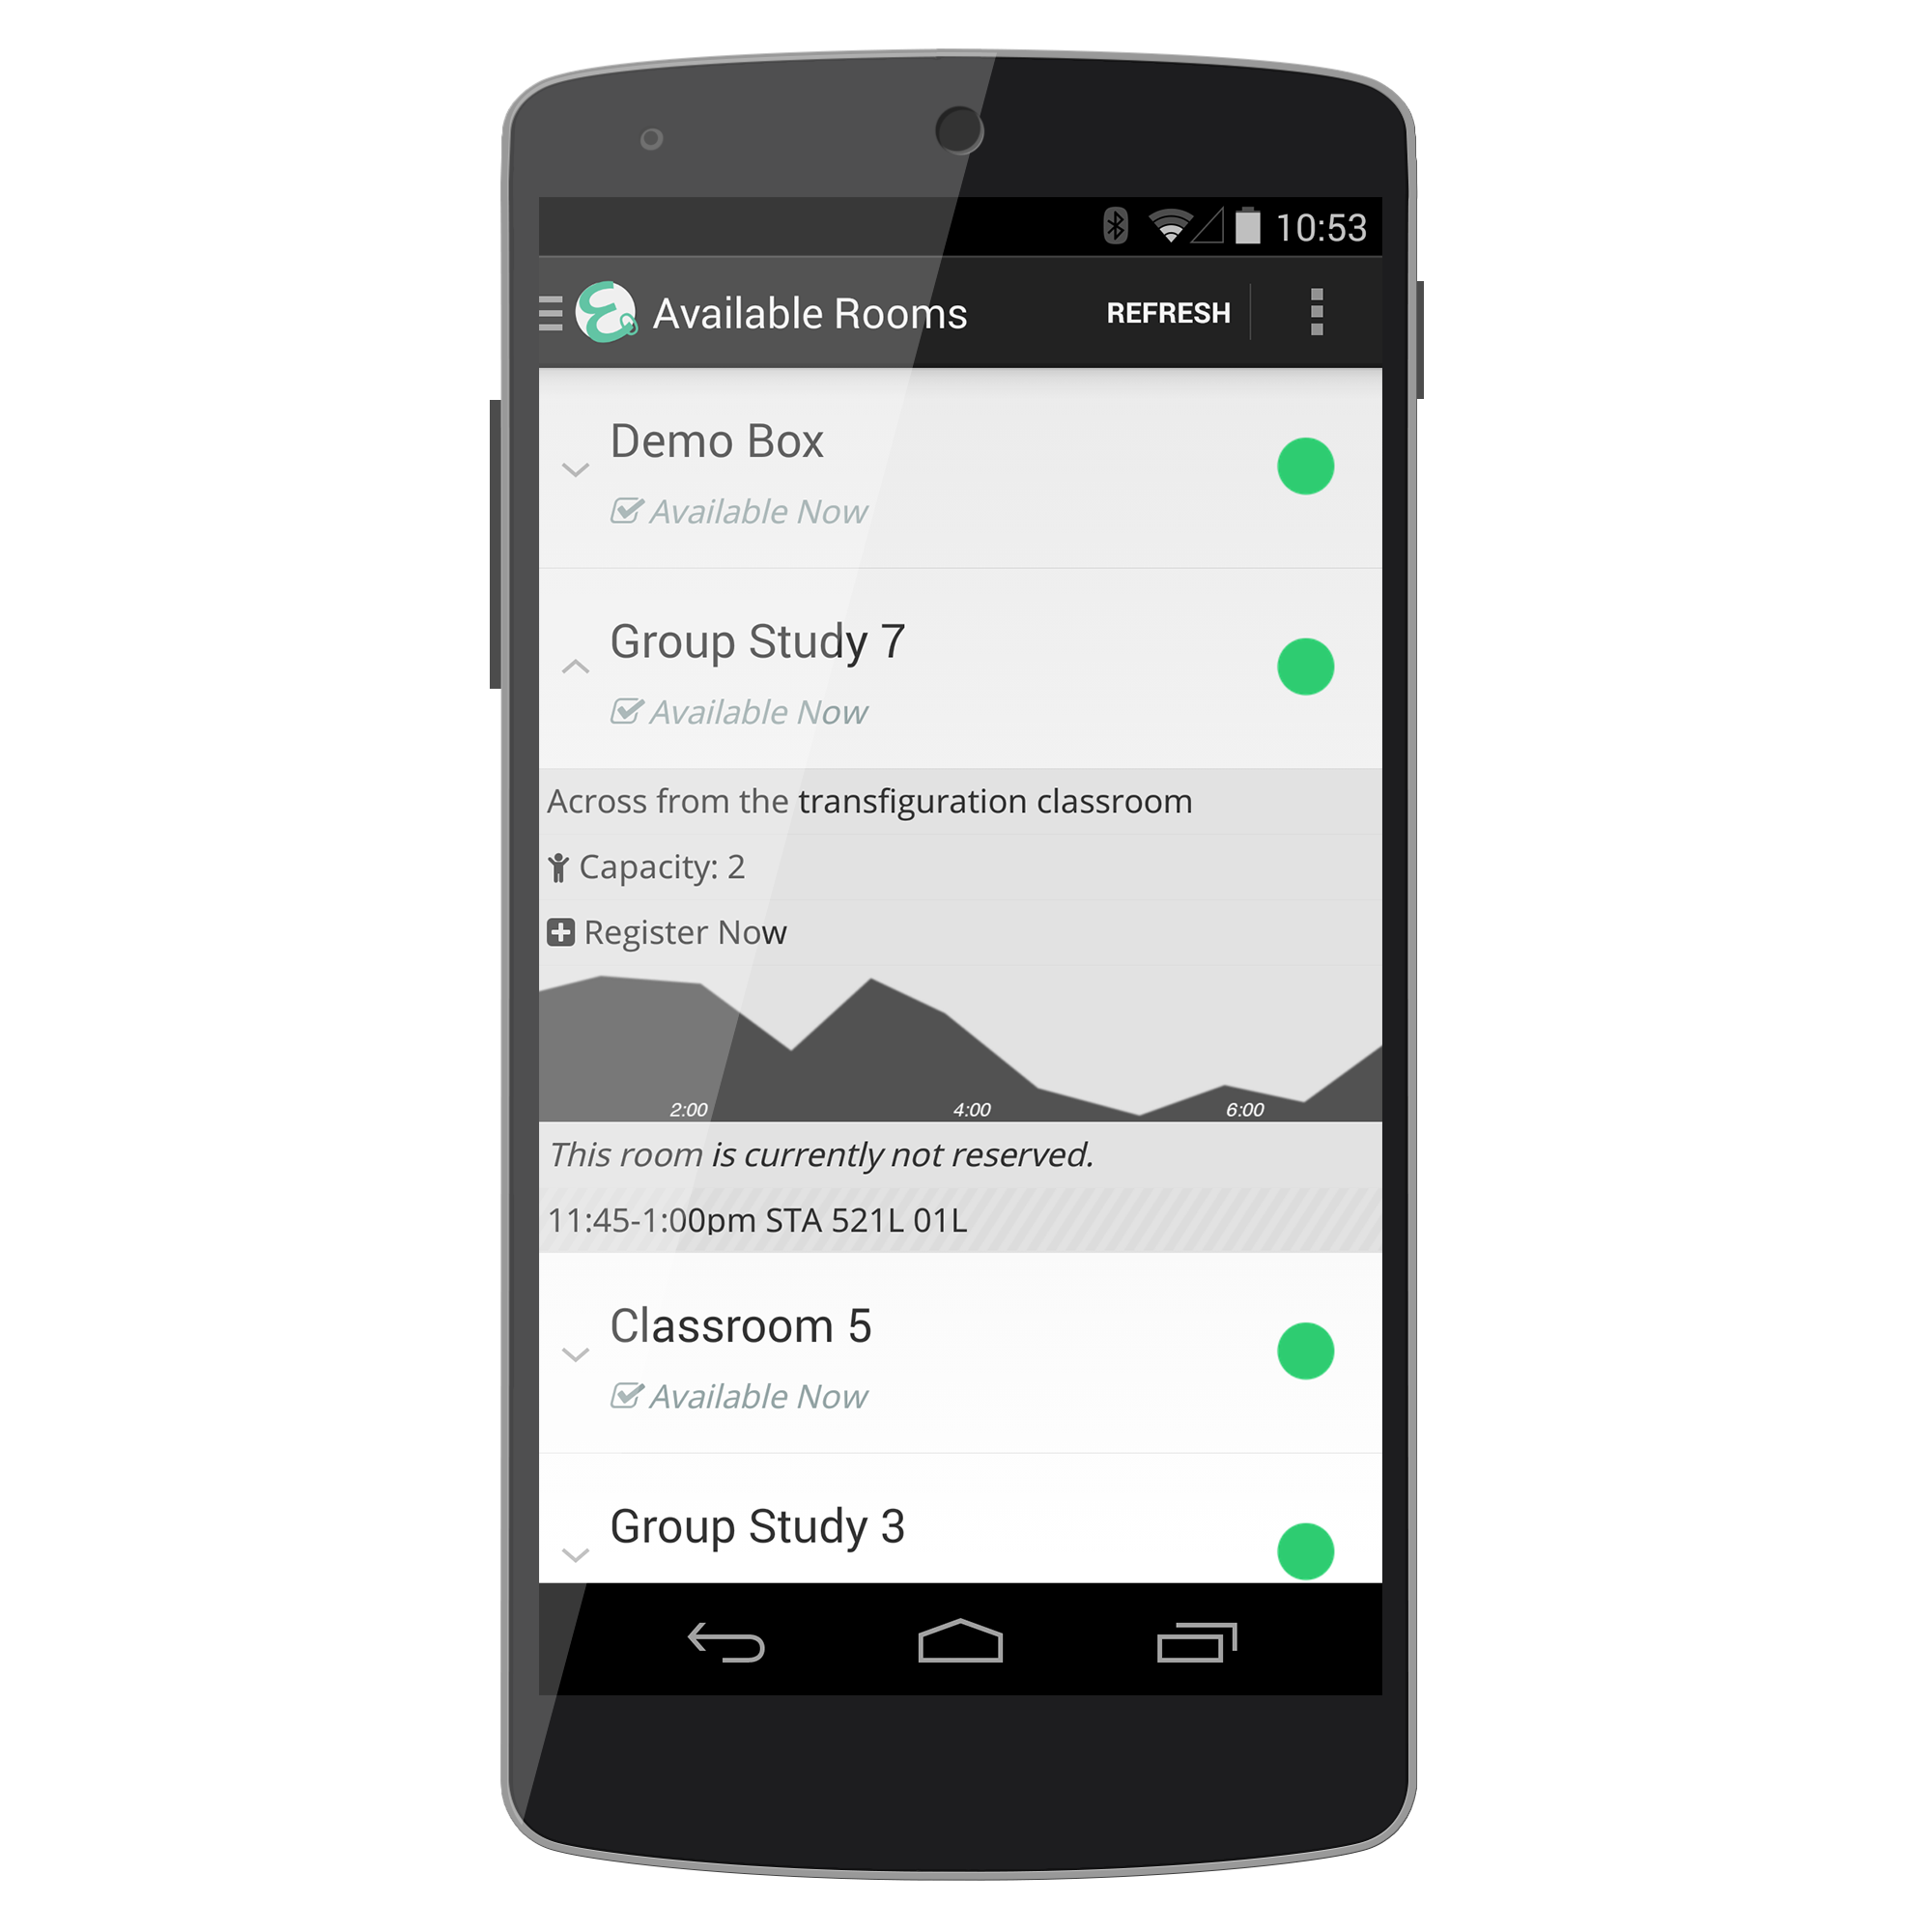 10:53
Available Rooms REFRESH
Demo Box
Available Now
Group Study 7
Available Now
Across from the transfiguration classroom
Capacity: 2
Register Now
2:00 4:00 6:00
This room is currently not reserved.
11:45-1:00pm STA 521L 01L
Classroom 5
Available Now
Group Study 3